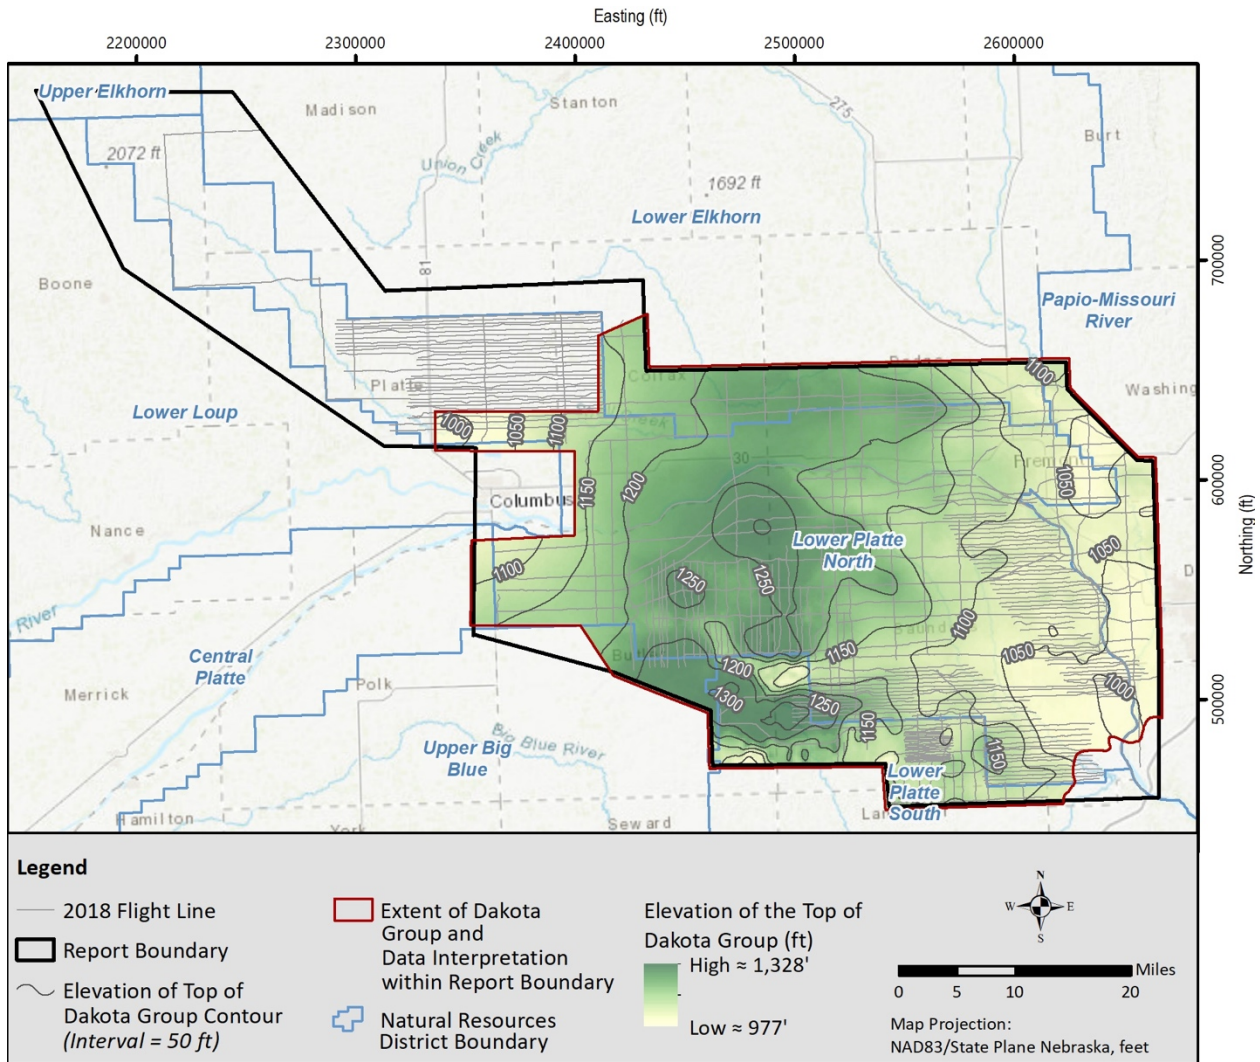 Easting (ft)
2200000
2300000
2400000
2500000
2600000
Upper Elkhorn
Madison
Stanton
275
Burt
2072 ft
Union Creek
1692 ft
Lower Elkhorn
700000
Boone
81
Papio-Missouri
River
Dodge
1100
Colfax
Washing
Platte
Lower Loup
1000
1050
1100
Creek
30
Fremont
1050
1150
1200
600000
Columbus
Nance
Lower Platte
North
1050
Northing (ft)
1100
1250
1250
D
River
Saunders
1100
Central
Platte
Butler
1200
1150
1050
Merrick
Polk
1300
1250
1000
500000
Big Blue River
Upper Big
Blue
1150
1150
Lower
Platte
South
Hamilton
York
Seward
Lan
Legend
2018 Flight Line
Report Boundary
Elevation of Top of
Dakota Group Contour
(Interval = 50 ft)
Extent of Dakota
Group and
Data Interpretation
within Report Boundary
Natural Resources
District Boundary
Elevation of the Top of
Dakota Group (ft)
High ≈ 1,328'
Low ≈ 977'
N
W E
S
Miles
0 5 10 20
Map Projection:
NAD83/State Plane Nebraska, feet